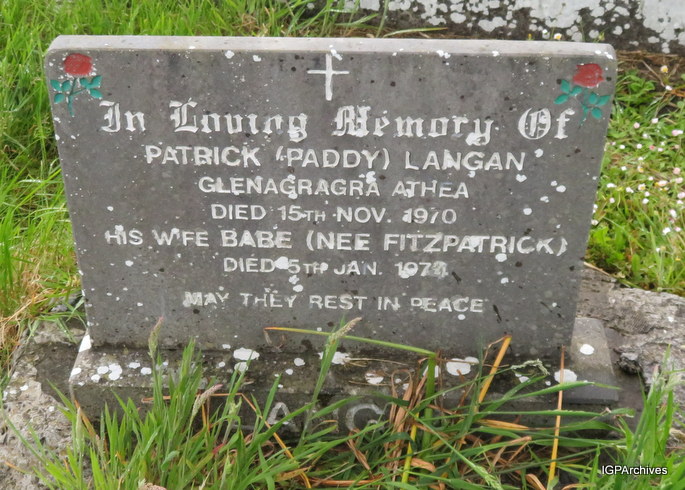 In Loving Memory Of
PATRICK (PADDY) LANGAN
GLENAGRAGRA ATHEA
DIED 15TH NOV. 1970
HIS WIFE BABE (NEE FITZPATRICK)
DIED 5TH JAN. 1974
MAY THEY REST IN PEACE
IGPArchives